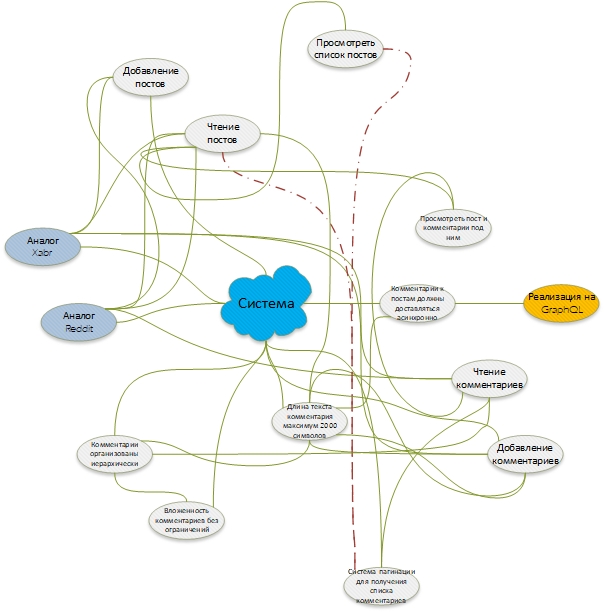 Просмотреть
список постов
Добавление
постов
Чтение
постов
Просмотреть пост и
комментарии под
ним
Аналог
Хабр
Аналог
Reddit
Система
Комментарии к
постам должны
доставляться
асинхронно
Реализация на
GraphQL
Чтение
комментариев
Длина текста
комментария
максимум 2000
символов
Комментарии
организованы
иерархически
Добавление
комментариев
Вложенность
комментариев без
ограничений
Система пагинации
для получения
списка
комментариев